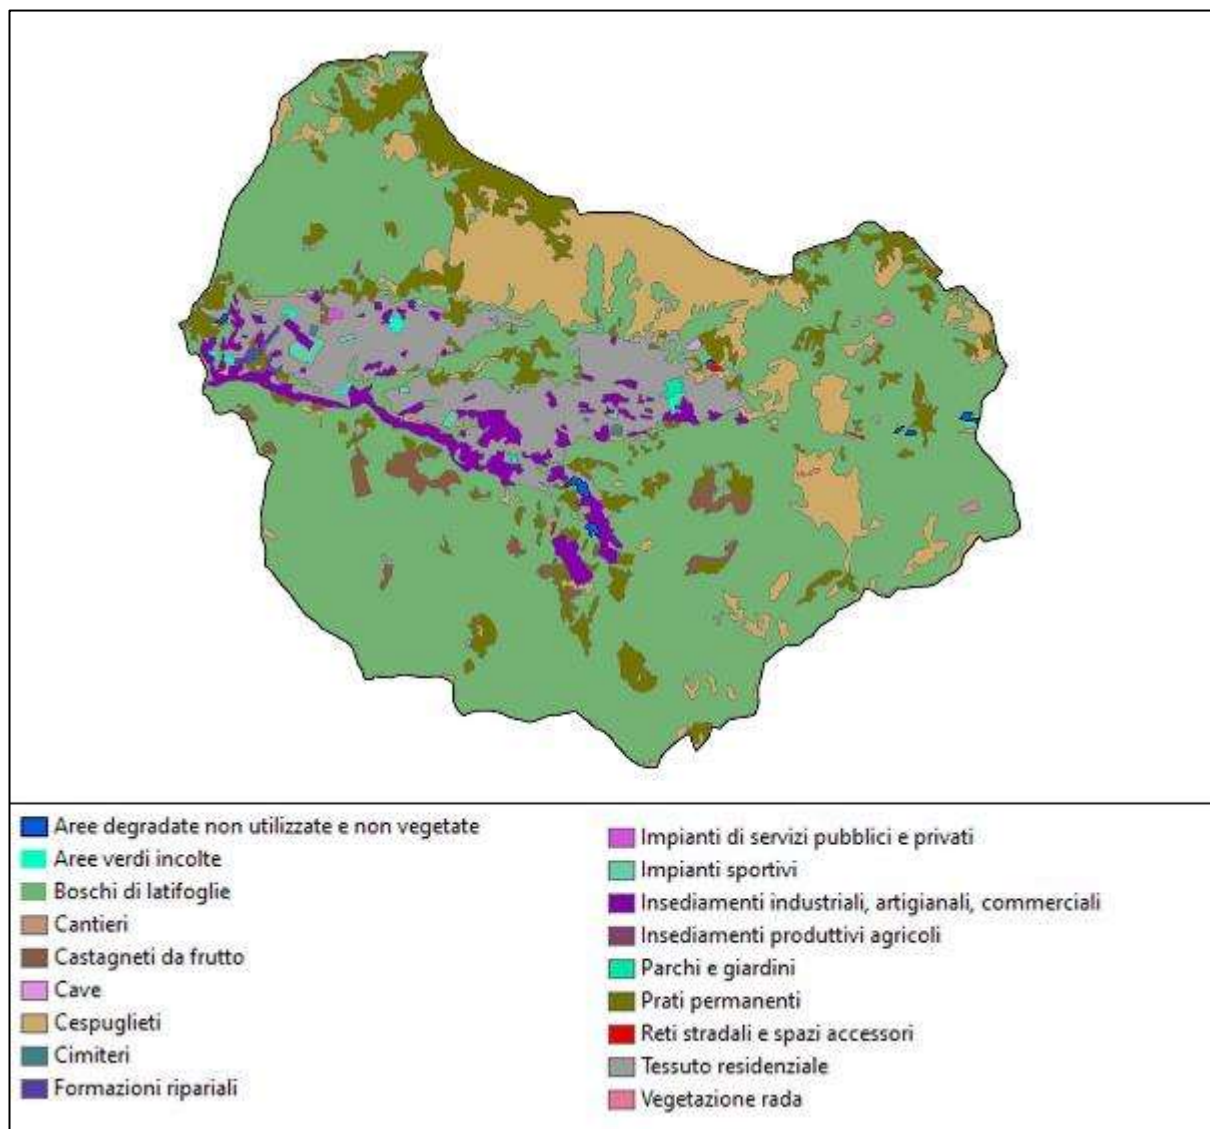 Aree degradate non utilizzate e non vegetate
Aree verdi incolte
Boschi di latifoglie
Cantieri
Castagneti da frutto
Cave
Cespuglieti
Cimiteri
Formazioni ripariali
Impianti di servizi pubblici e privati
Impianti sportivi
Insediamenti industriali, artigianali, commerciali
Insediamenti produttivi agricoli
Parchi e giardini
Prati permanenti
Reti stradali e spazi accessori
Tessuto residenziale
Vegetazione rada